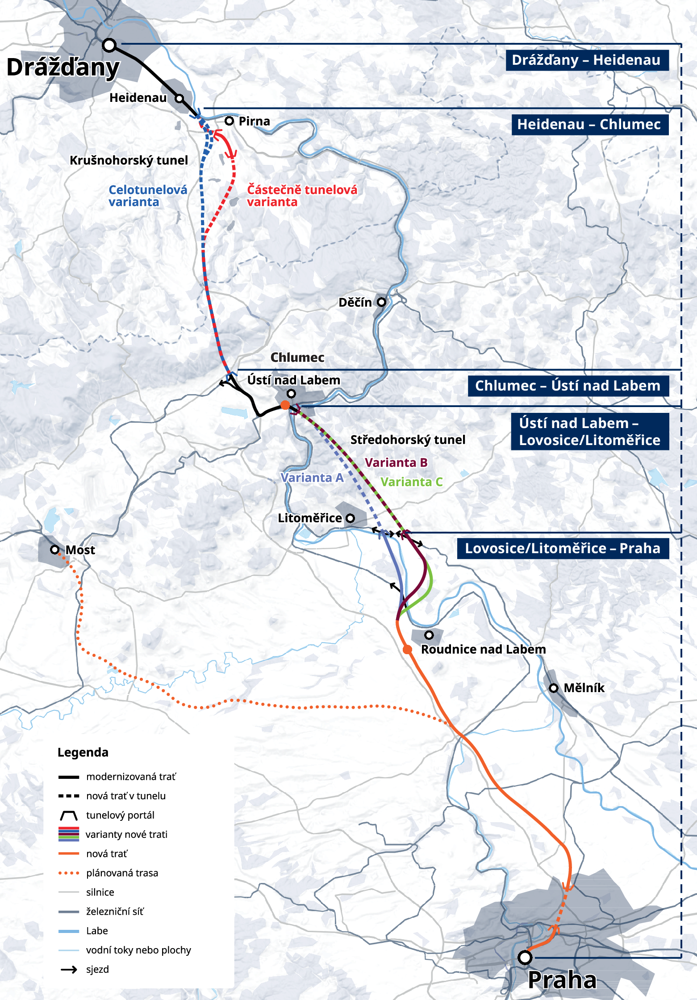 Drážďany – Heidenau
Drážďany
Heidenau
Heidenau – Chlumec
Pirna
Krušnohorský tunel
Celotunelová
varianta
Částečně tunelová
varianta
Děčín
Chlumec
Ústí nad Labem
Chlumec – Ústí nad Labem
Ústí nad Labem –
Lovosice/Litoměřice
Středohorský tunel
Varianta B
Varianta A
Varianta C
Litoměřice
Most
Lovosice/Litoměřice – Praha
Roudnice nad Labem
Mělník
Legenda
modernizovaná trať
nová trať v tunelu
tunelový portál
varianty nové trati
nová trať
plánovaná trasa
silnice
železniční síť
Labe
vodní toky nebo plochy
sjezd
Praha